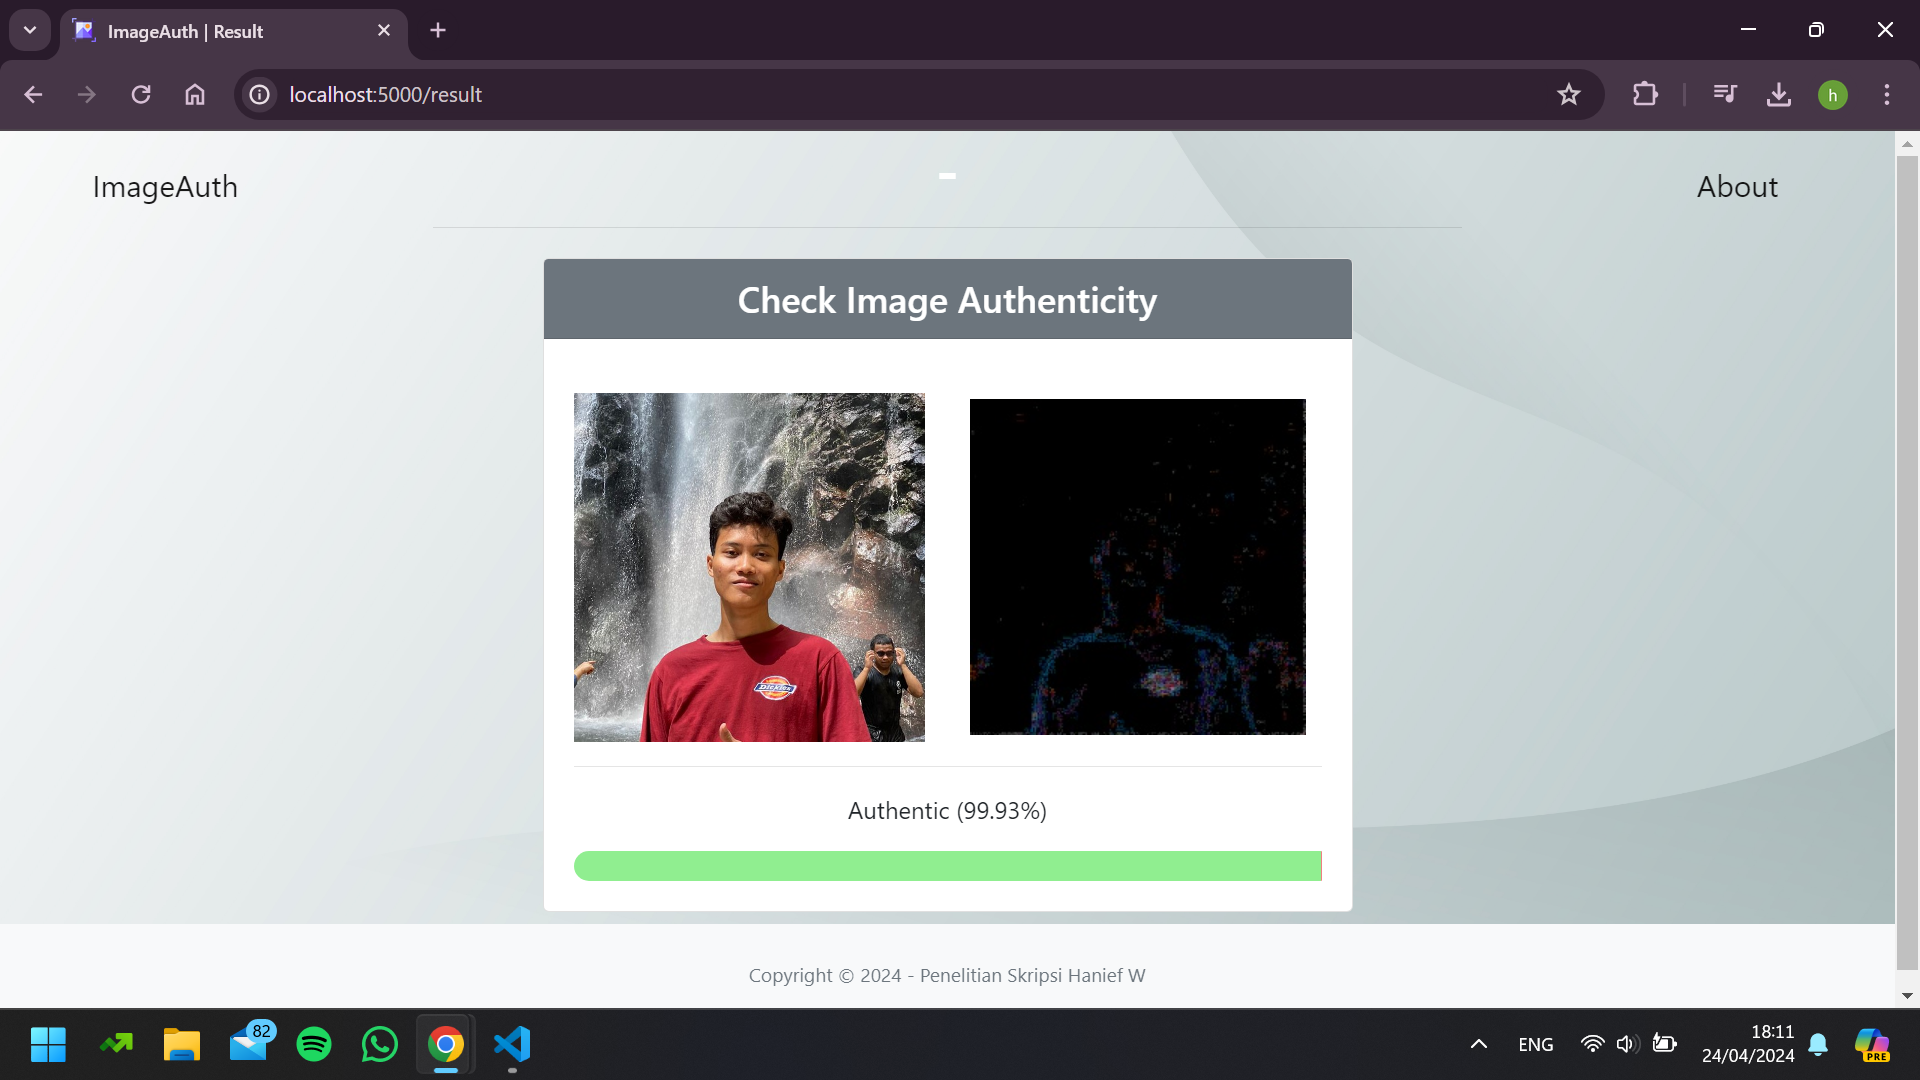 ImageAuth | Result
localhost:5000/result
h
ImageAuth
-
About
Check Image Authenticity
Dickies
Authentic (99.93%)
Copyright © 2024 - Penelitian Skripsi Hanief W
82
ENG
18:11
24/04/2024
PRE